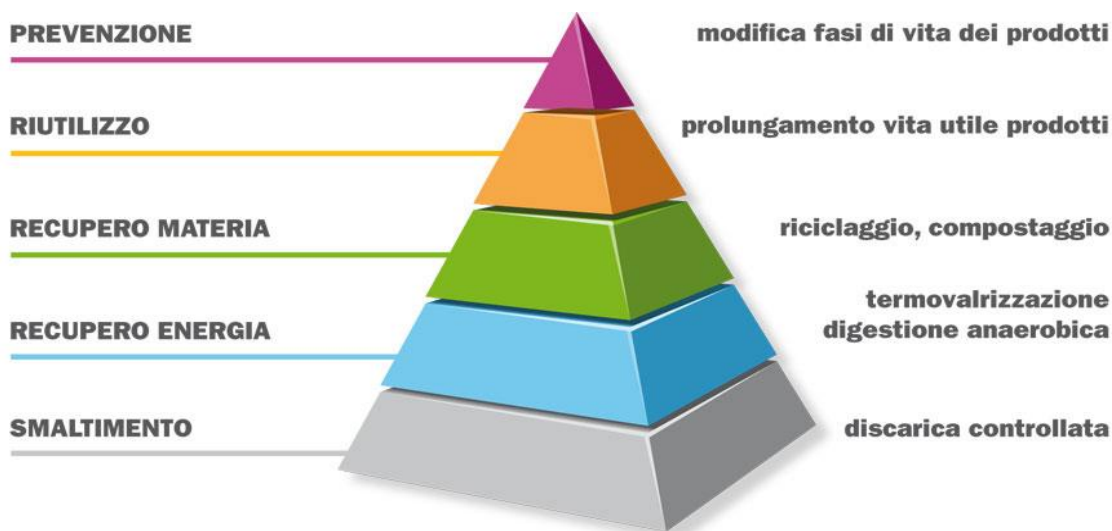 PREVENZIONE
modifica fasi di vita dei prodotti
RIUTILIZZO
prolungamento vita utile prodotti
RECUPERO MATERIA
riciclaggio, compostaggio
RECUPERO ENERGIA
termovalrizzazione
digestione anaerobica
SMALTIMENTO
discarica controllata